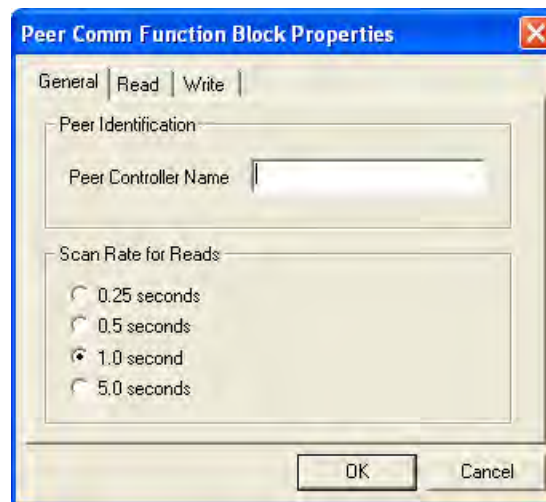 Peer Comm Function Block Properties
General Read Write
Peer Identification
Peer Controller Name
Scan Rate for Reads
0.25 seconds
0.5 seconds
1.0 second
5.0 seconds
OK Cancel